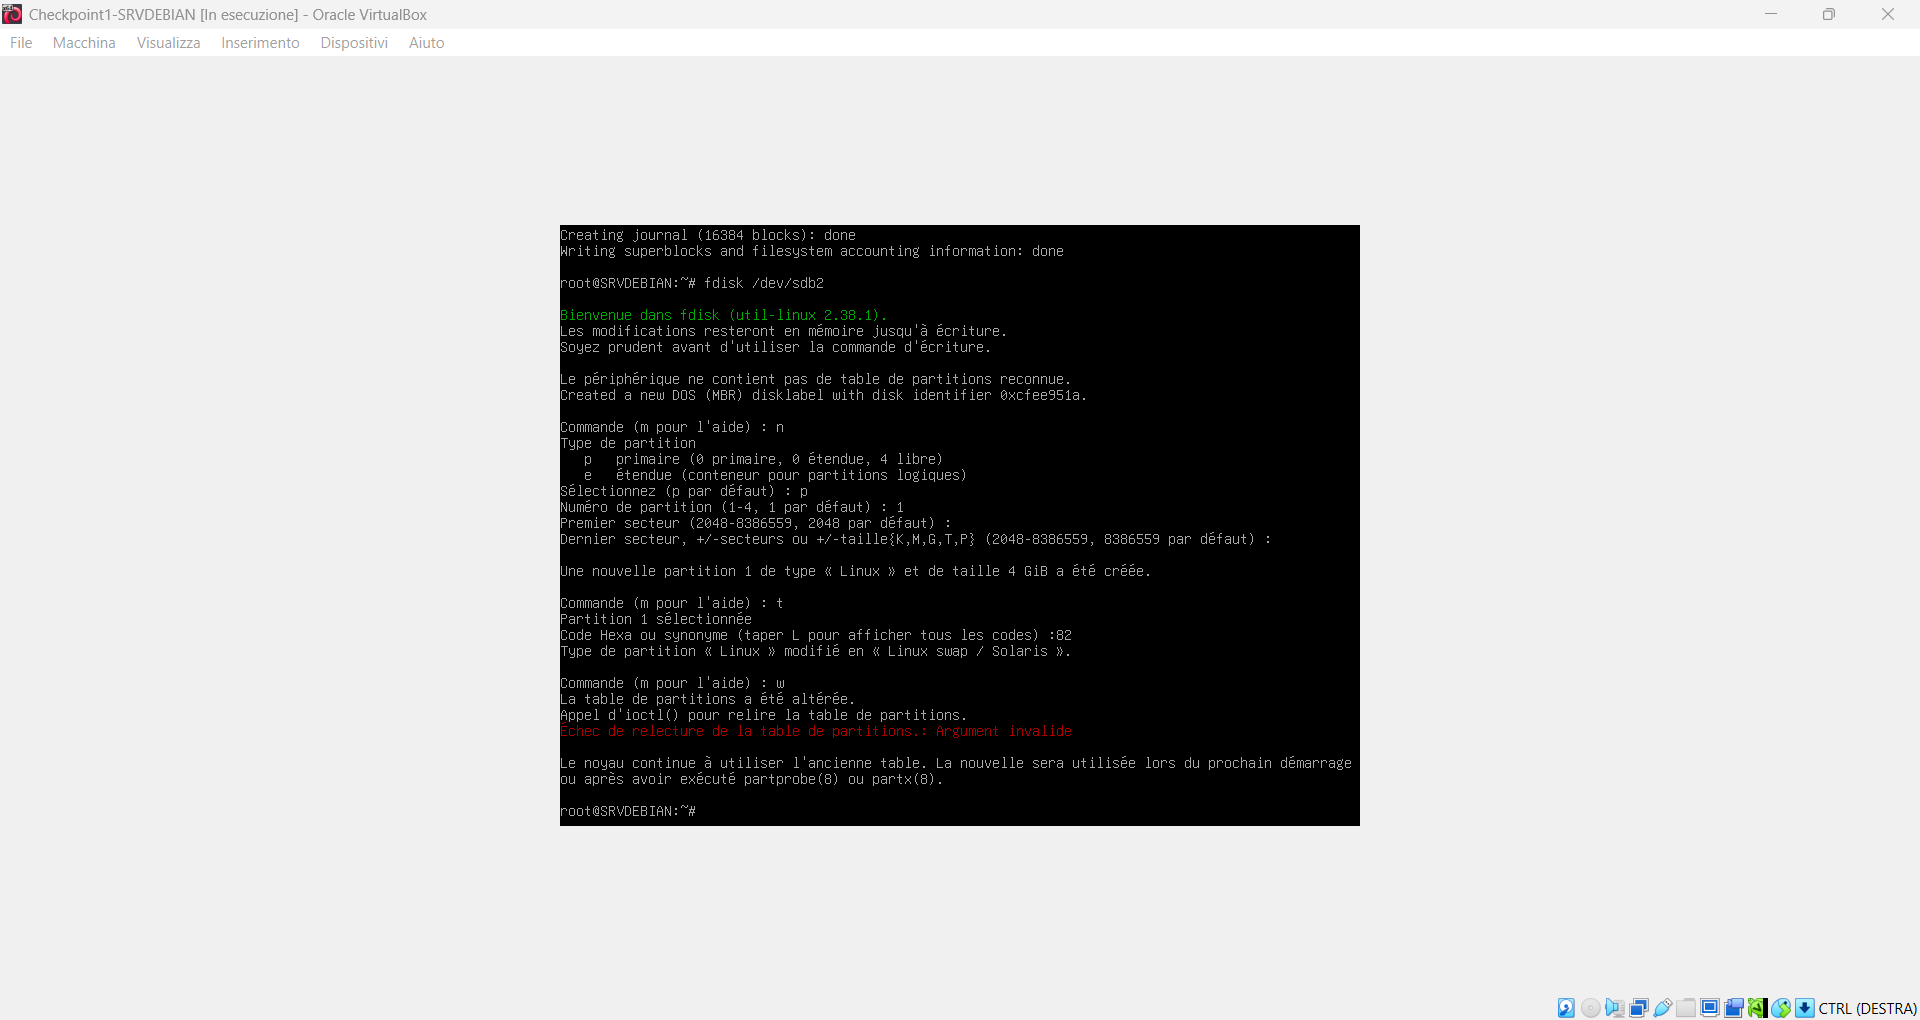 Checkpoint1-SRVDEBIAN [In esecuzione] - Oracle VirtualBox
File Macchina Visualizza Inserimento Dispositivi Aiuto
Creating journal (16384 blocks): done
Writing superblocks and filesystem accounting information: done
root@SRVDEBIAN:~# fdisk /dev/sdb2
Bienvenue dans fdisk (util-linux 2.38.1).
Les modifications resteront en mémoire jusqu'à écriture.
Soyez prudent avant d'utiliser la commande d'écriture.
Le périphérique ne contient pas de table de partitions reconnue.
Created a new DOS (MBR) disklabel with disk identifier 0xcfee951a.
Commande (m pour l'aide) : n
Type de partition
p   primaire (0 primaire, 0 étendue, 4 libre)
e   étendue (conteneur pour partitions logiques)
Sélectionnez (p par défaut) : p
Numéro de partition (1-4, 1 par défaut) : 1
Premier secteur (2048-8386559, 2048 par défaut) :
Dernier secteur, +/-secteurs ou +/-taille{K,M,G,T,P} (2048-8386559, 8386559 par défaut) :
Une nouvelle partition 1 de type « Linux » et de taille 4 GiB a été créée.
Commande (m pour l'aide) : t
Partition 1 sélectionnée
Code Hexa ou synonyme (taper L pour afficher tous les codes) :82
Type de partition « Linux » modifié en « Linux swap / Solaris ».
Commande (m pour l'aide) : w
La table de partitions a été altérée.
Appel d'ioctl() pour relire la table de partitions.
Échec de relecture de la table de partitions.: Argument invalide
Le noyau continue à utiliser l'ancienne table. La nouvelle sera utilisée lors du prochain démarrage
ou après avoir exécuté partprobe(8) ou partx(8).
root@SRVDEBIAN:~#
CTRL (DESTRA)